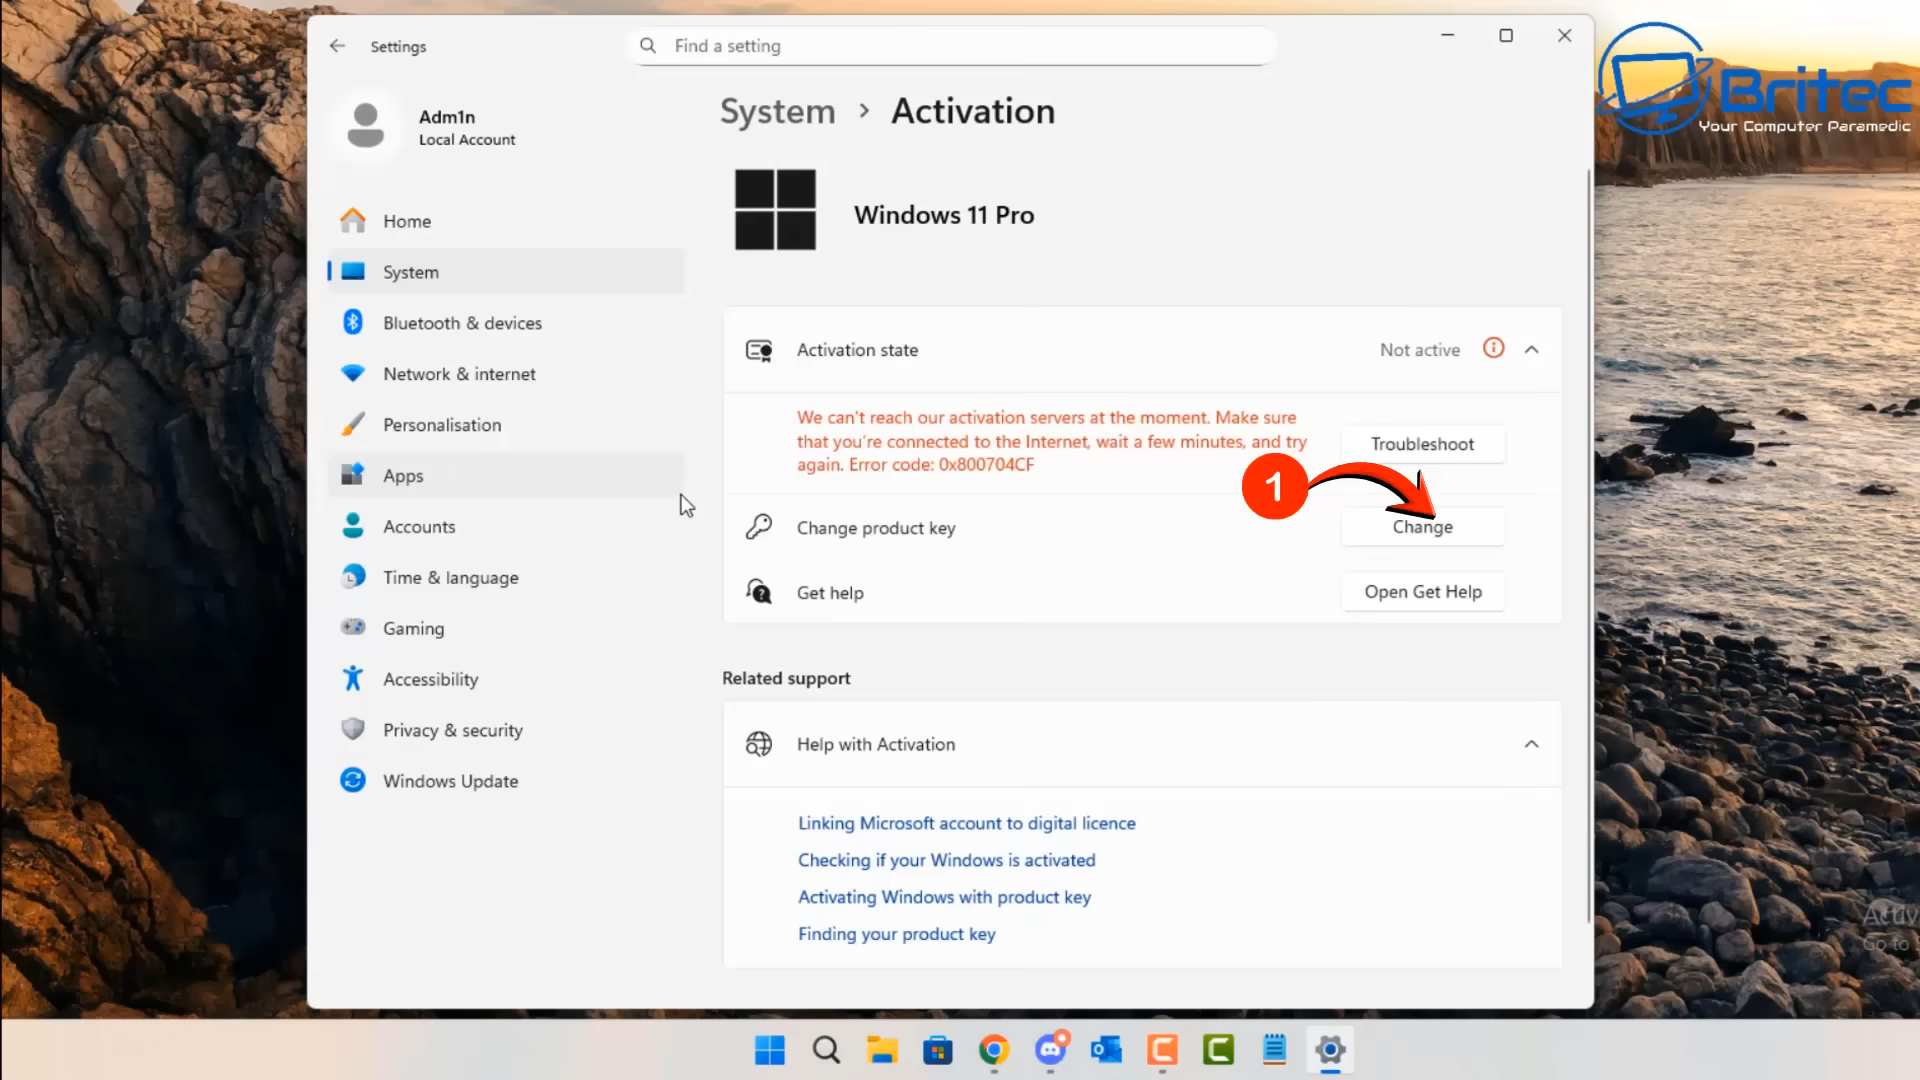 Settings
Find a setting
Britec
Your Computer Paramedic
Adm1n
Local Account
Home
System
Bluetooth & devices
Network & internet
Personalisation
Apps
Accounts
Time & language
Gaming
Accessibility
Privacy & security
Windows Update
System > Activation
Windows 11 Pro
Activation state
Not active
We can't reach our activation servers at the moment. Make sure
that you're connected to the Internet, wait a few minutes, and try
again. Error code: 0x800704CF
Troubleshoot
1
Change product key
Change
Get help
Open Get Help
Related support
Help with Activation
Linking Microsoft account to digital licence
Checking if your Windows is activated
Activating Windows with product key
Finding your product key
Activ
Go to S